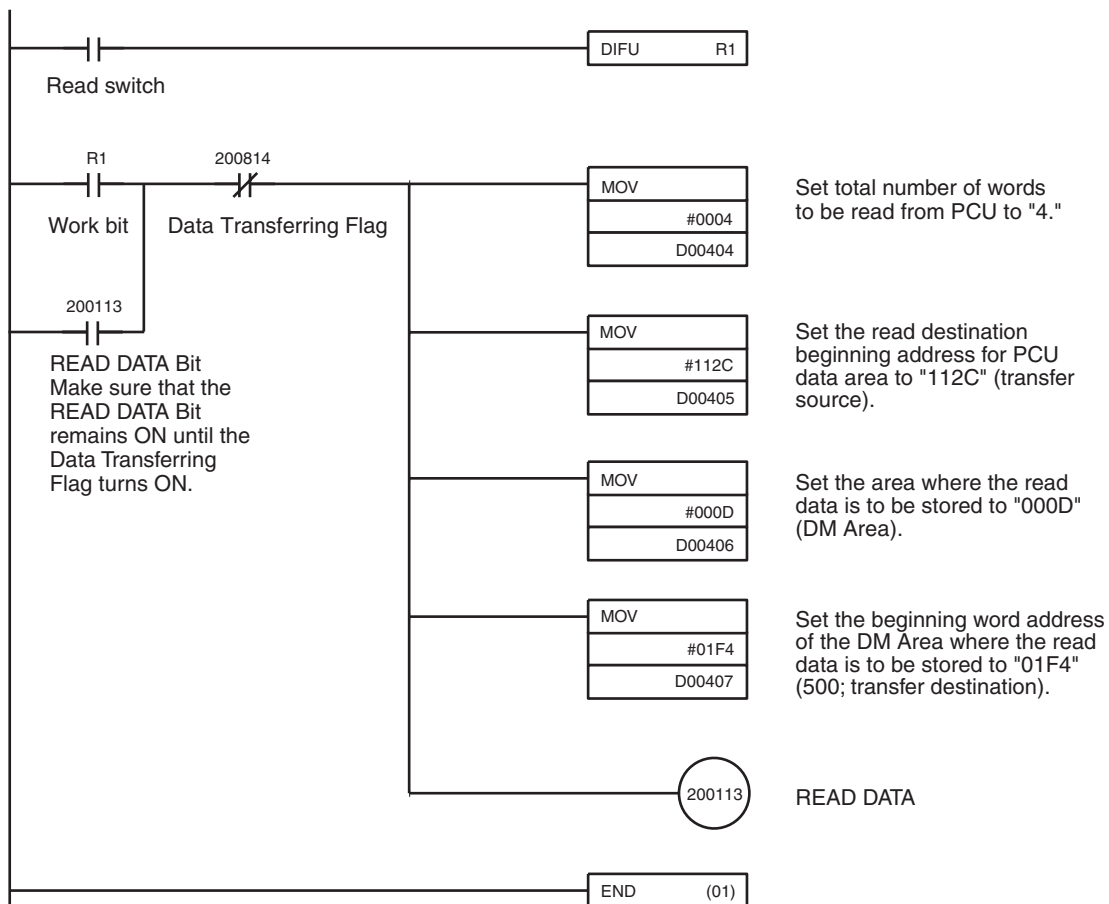 DIFU R1
Read switch
R1
200814
Work bit
Data Transferring Flag
MOV
#0004
D00404
Set total number of words
to be read from PCU to "4."
200113
READ DATA Bit
Make sure that the
READ DATA Bit
remains ON until the
Data Transferring
Flag turns ON.
MOV
#112C
D00405
Set the read destination
beginning address for PCU
data area to "112C" (transfer
source).
MOV
#000D
D00406
Set the area where the read
data is to be stored to "000D"
(DM Area).
MOV
#01F4
D00407
Set the beginning word address
of the DM Area where the read
data is to be stored to "01F4"
(500; transfer destination).
200113
READ DATA
END (01)